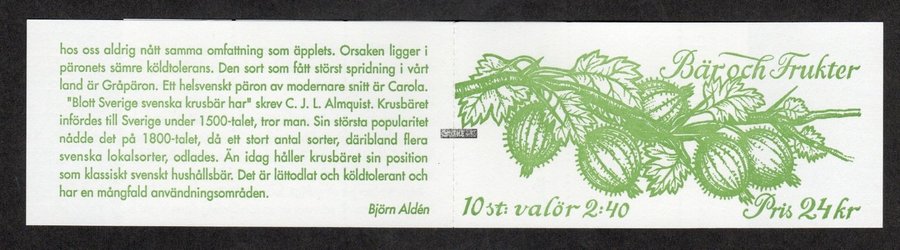 hos oss aldrig nått samma omfattning som äpplets. Orsaken ligger i
päronets sämre köldtolerans. Den sort som fått störst spridning i vårt
land är Gråpäron. Ett helsvenskt päron av modernare snitt är Carola.
"Blott Sverige svenska krusbär har" skrev C. J. L. Almquist. Krusbäret
infördes till Sverige under 1500-talet, tror man. Sin största popularitet
nådde det på 1800-talet, då ett stort antal sorter, däribland flera
svenska lokalsorter, odlades. Än idag håller krusbäret sin position
som klassiskt svenskt hushållsbär. Det är lättodlat och köldtolerant och
har en mångfald användningsområden.
Björn Aldén
Bär och Frukter
10 st: valör 2:40
Pris 24 kr